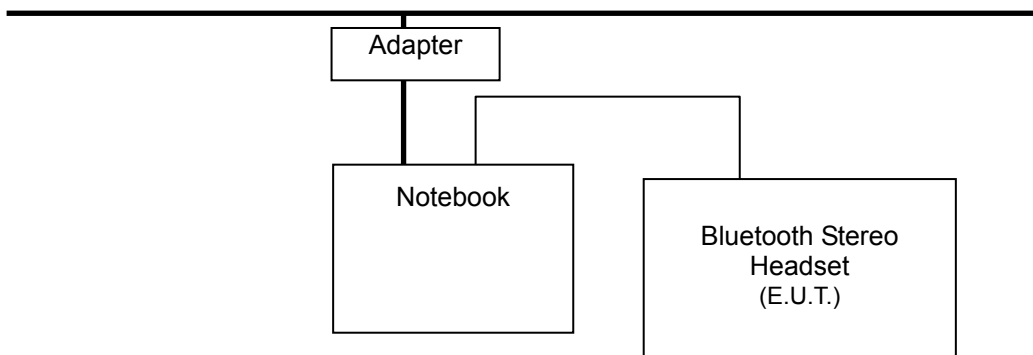 Adapter
Notebook
Bluetooth Stereo
Headset
(E.U.T.)